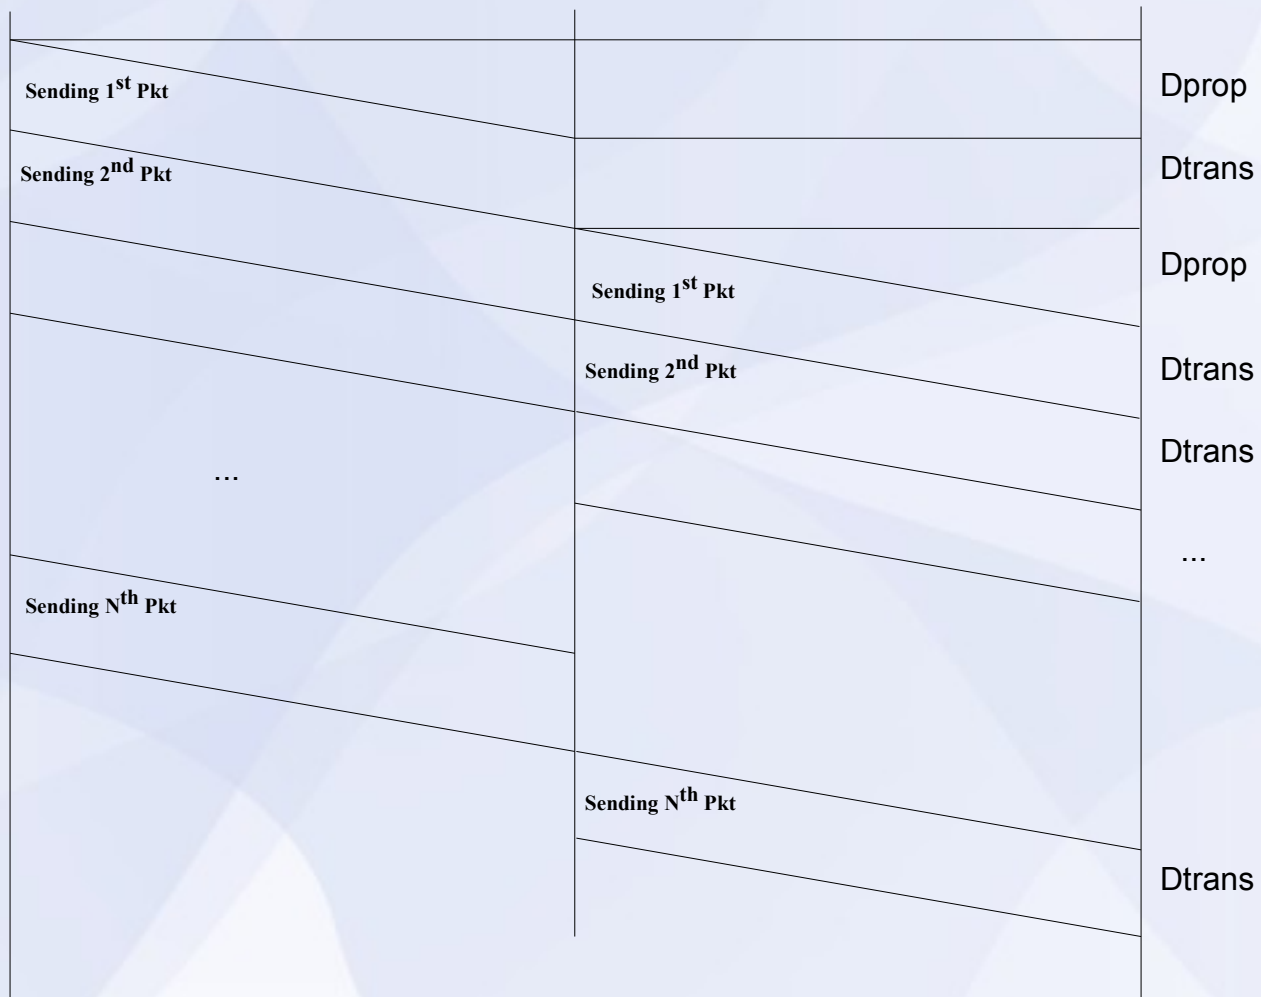 Dprop
Sending 1st Pkt
Dtrans
Sending 2nd Pkt
Dprop
Sending 1st Pkt
Dtrans
Sending 2nd Pkt
Dtrans
...
...
Sending Nth Pkt
Sending Nth Pkt
Dtrans